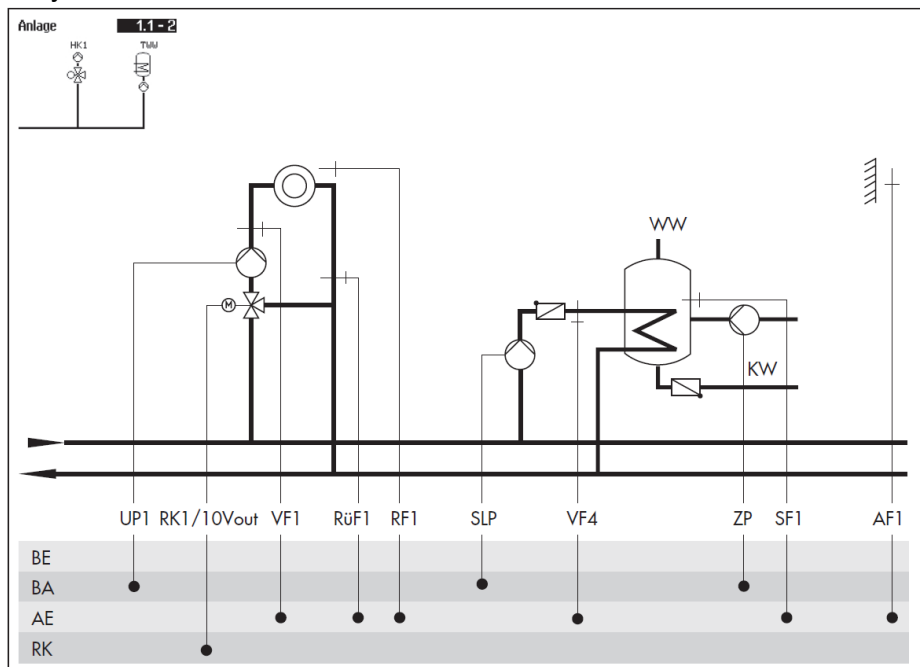 Anlage 1.1 - 2
HK1 TWW
M
WW
KW
UP1 RK1/10Vout VF1 RüF1 RF1 SLP VF4 ZP SF1 AF1
BE
BA
AE
RK